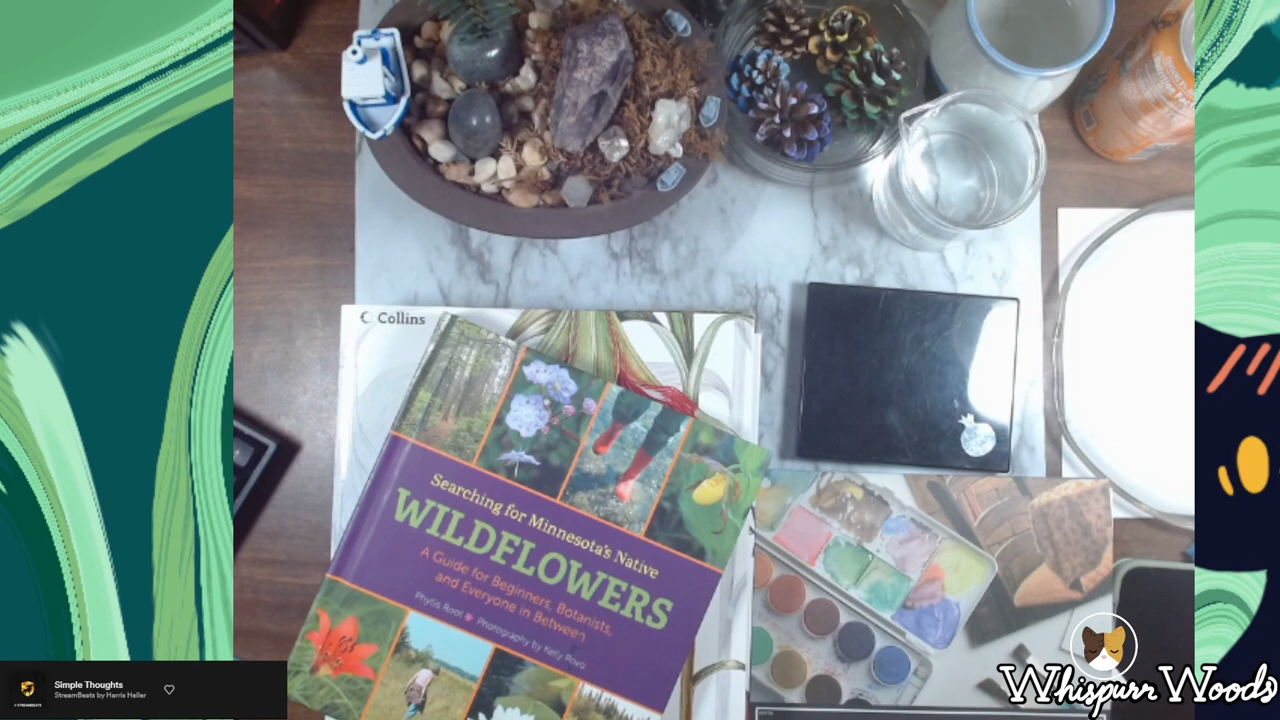 Collins
Searching for Minnesota's Native
WILDFLOWERS
A Guide for Beginners, Botanists,
and Everyone in Between
Phyllis Root Photography by Kelly Povo
Simple Thoughts
StreamBeats by Harris Heller
Whispurr Woods